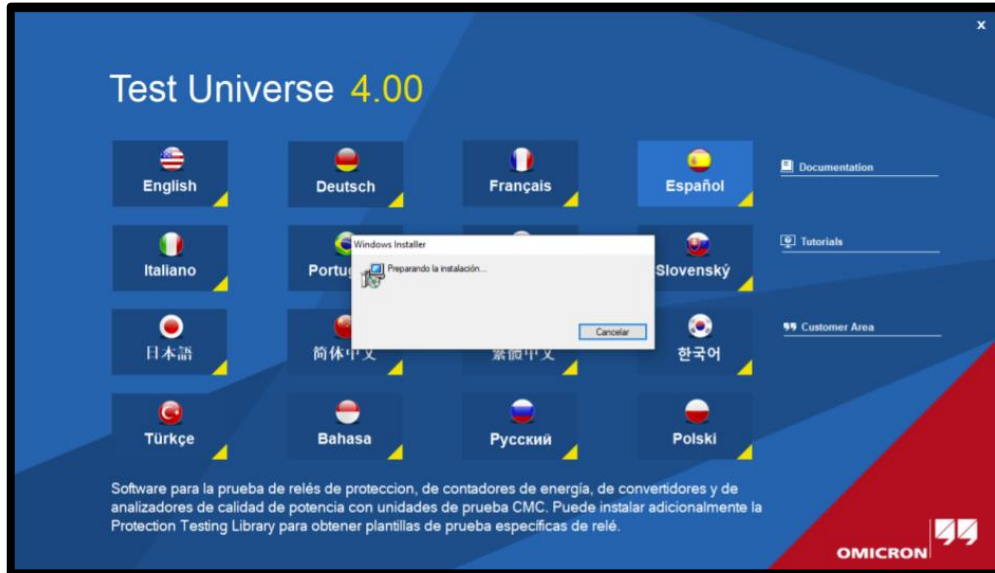 x
Test Universe 4.00
English
Deutsch
Français
Español
Documentation
Italiano
Slovenský
Tutorials
Windows Installer
Preparando la instalación...
Cancelar
日本語
한국어
Customer Area
Türkçe
Bahasa
Русский
Polski
Software para la prueba de relés de proteccion, de contadores de energía, de convertidores y de
analizadores de calidad de potencia con unidades de prueba CMC. Puede instalar adicionalmente la
Protection Testing Library para obtener plantillas de prueba específicas de relé.
OMICRON